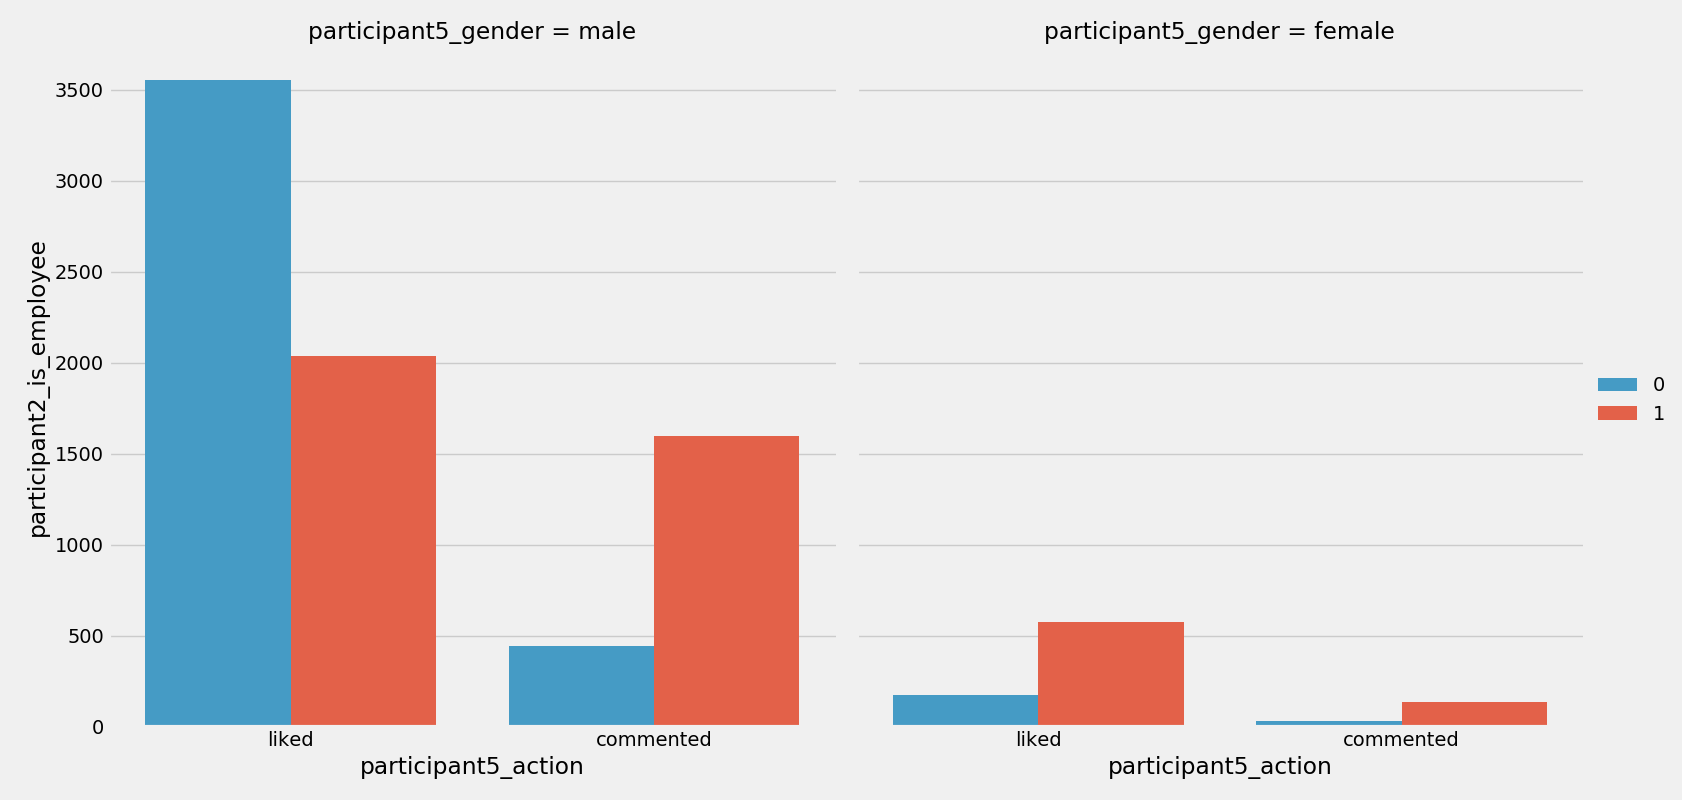 participant5_gender = male
participant5_gender = female
participant2_is_employee
3500
3000
2500
2000
1500
1000
500
0
liked
commented
liked
commented
participant5_action
participant5_action
0
1